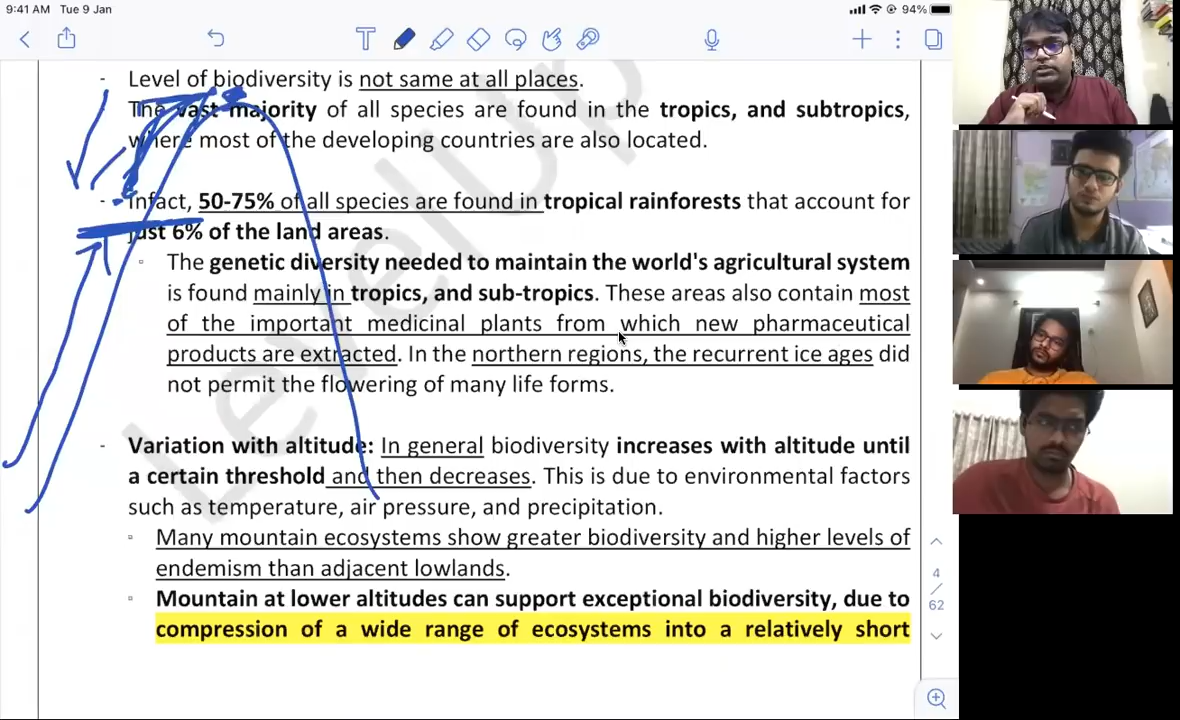 9:41 AM Tue 9 Jan
94%
- Level of biodiversity is not same at all places.
The vast majority of all species are found in the tropics, and subtropics,
where most of the developing countries are also located.
- Infact, 50-75% of all species are found in tropical rainforests that account for
just 6% of the land areas.
▫ The genetic diversity needed to maintain the world's agricultural system
is found mainly in tropics, and sub-tropics. These areas also contain most
of the important medicinal plants from which new pharmaceutical
products are extracted. In the northern regions, the recurrent ice ages did
not permit the flowering of many life forms.
- Variation with altitude: In general biodiversity increases with altitude until
a certain threshold and then decreases. This is due to environmental factors
such as temperature, air pressure, and precipitation.
▫ Many mountain ecosystems show greater biodiversity and higher levels of
endemism than adjacent lowlands.
▫ Mountain at lower altitudes can support exceptional biodiversity, due to
compression of a wide range of ecosystems into a relatively short
LevelUp
4
/
62